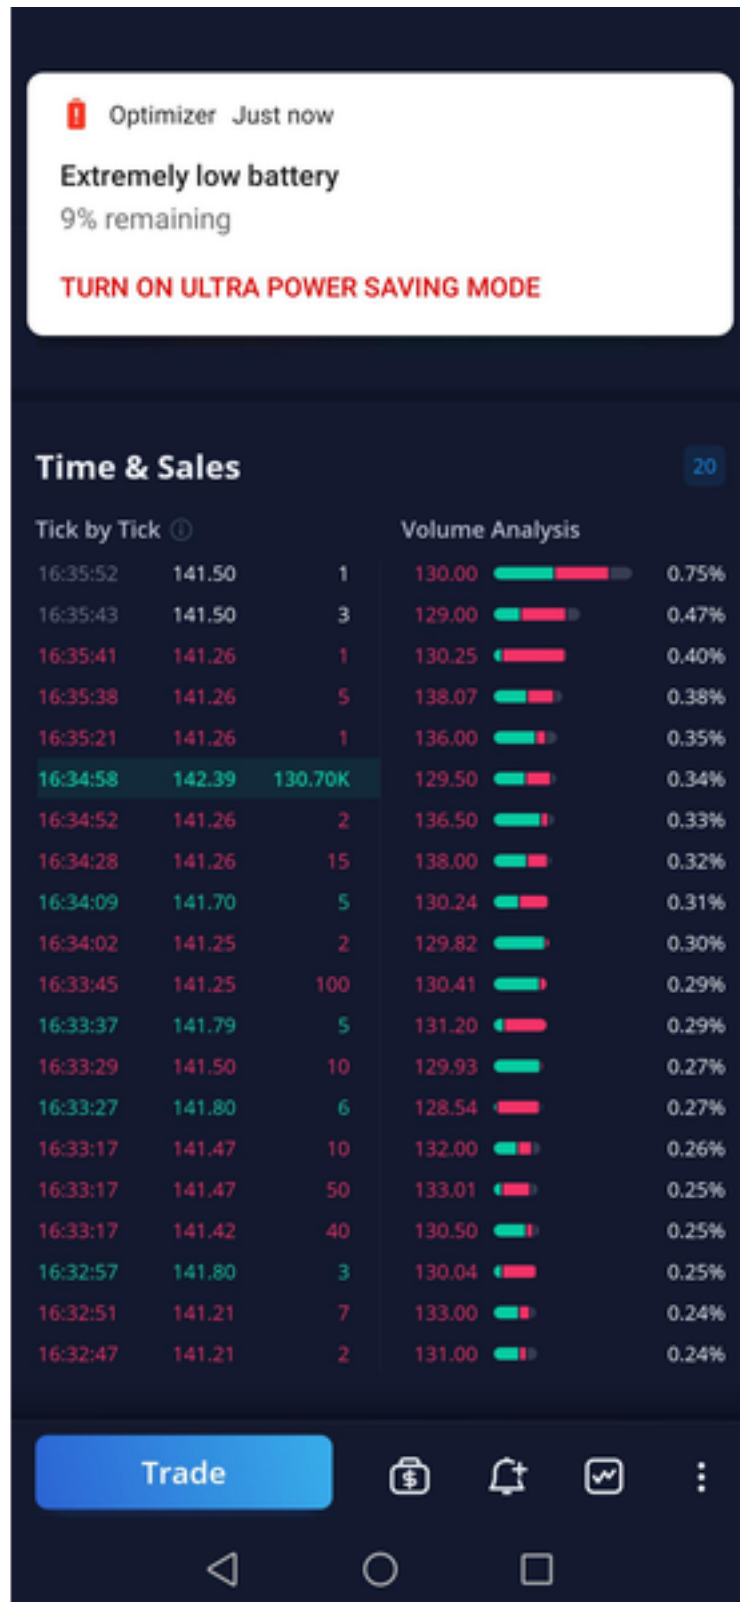 Optimizer Just now
Extremely low battery
9% remaining
TURN ON ULTRA POWER SAVING MODE
Time & Sales 20
Tick by Tick Volume Analysis
16:35:52 141.50 1 130.00 0.75%
16:35:43 141.50 3 129.00 0.47%
16:35:41 141.26 1 130.25 0.40%
16:35:38 141.26 5 138.07 0.38%
16:35:21 141.26 1 136.00 0.35%
16:34:58 142.39 130.70K 129.50 0.34%
16:34:52 141.26 2 136.50 0.33%
16:34:28 141.26 15 138.00 0.32%
16:34:09 141.70 5 130.24 0.31%
16:34:02 141.25 2 129.82 0.30%
16:33:45 141.25 100 130.41 0.29%
16:33:37 141.79 5 131.20 0.29%
16:33:29 141.50 10 129.93 0.27%
16:33:27 141.80 6 128.54 0.27%
16:33:17 141.47 10 132.00 0.26%
16:33:17 141.47 50 133.01 0.25%
16:33:17 141.42 40 130.50 0.25%
16:32:57 141.80 3 130.04 0.25%
16:32:51 141.21 7 133.00 0.24%
16:32:47 141.21 2 131.00 0.24%
Trade